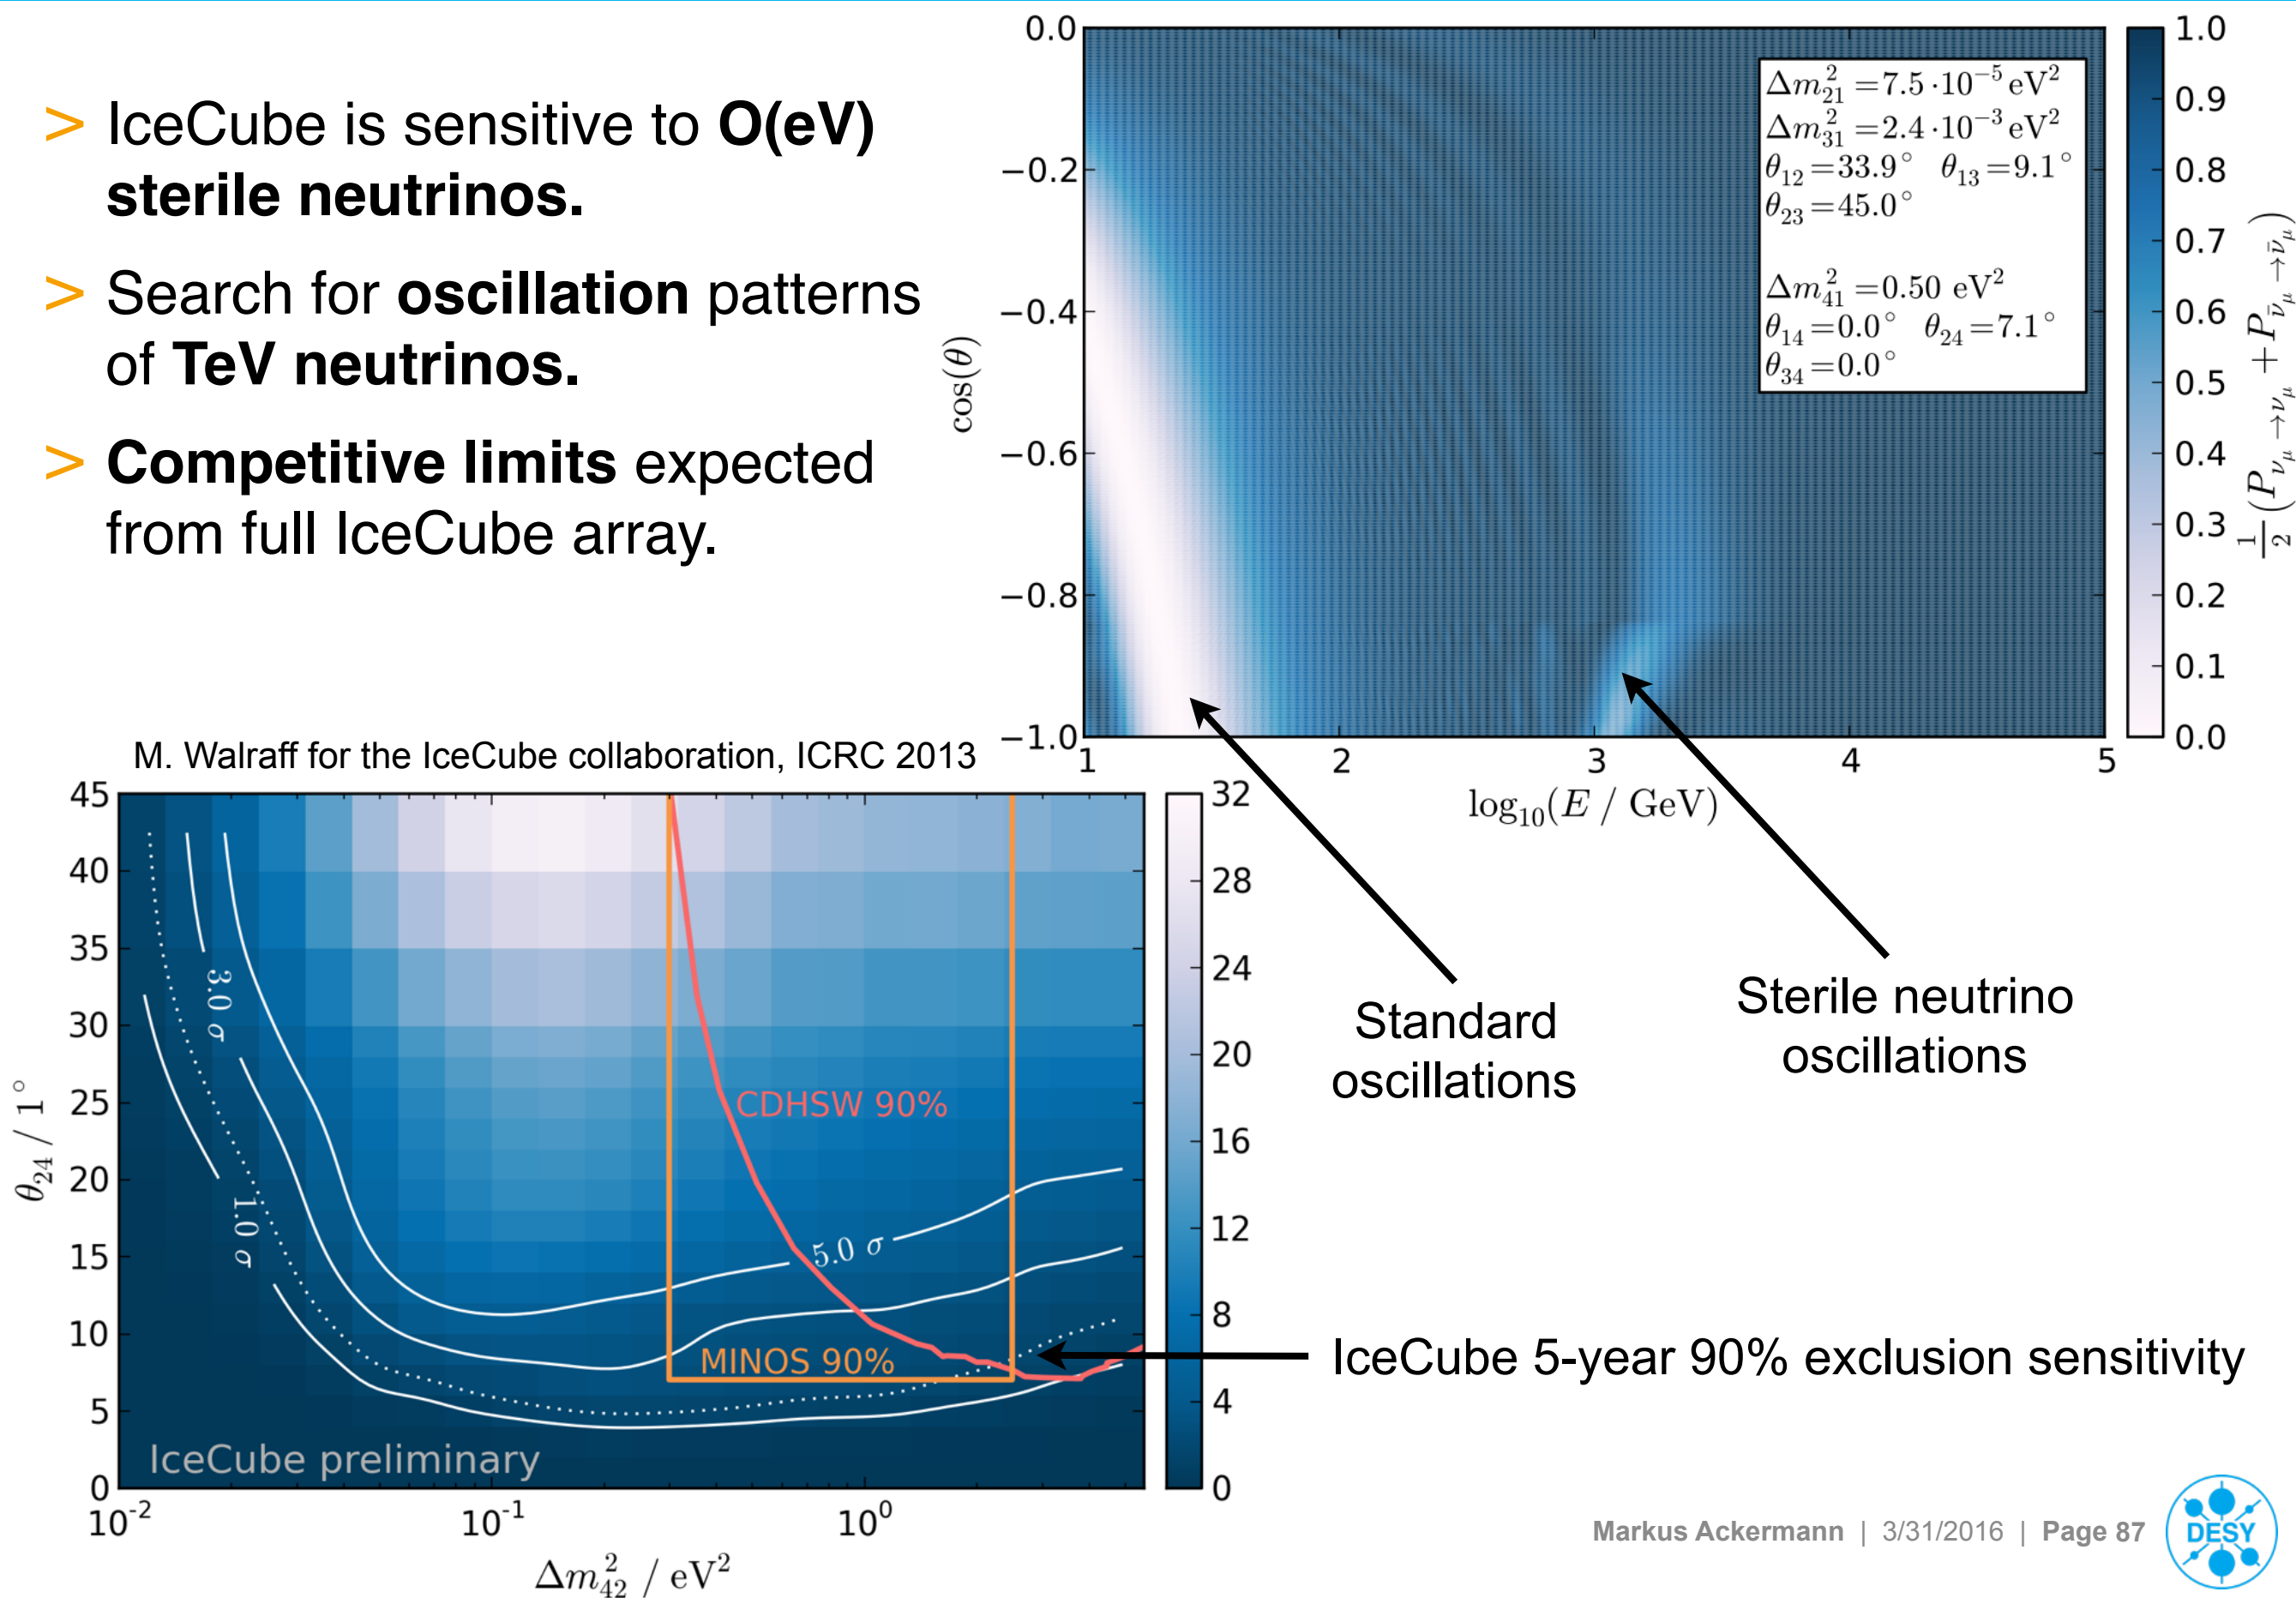 > IceCube is sensitive to O(eV)
sterile neutrinos.
> Search for oscillation patterns
of TeV neutrinos.
> Competitive limits expected
from full IceCube array.
0.0
−0.2
−0.4
−0.6
−0.8
−1.0
cos(θ)
1
2
3
4
5
log₁₀(E / GeV)
Δm²₂₁ = 7.5 · 10⁻⁵ eV²
Δm²₃₁ = 2.4 · 10⁻³ eV²
θ₁₂ = 33.9° θ₁₃ = 9.1°
θ₂₃ = 45.0°
Δm²₄₁ = 0.50 eV²
θ₁₄ = 0.0° θ₂₄ = 7.1°
θ₃₄ = 0.0°
1.0
0.9
0.8
0.7
0.6
0.5
0.4
0.3
0.2
0.1
0.0
1/2 (P_{ν_μ→ν_μ} + P_{ν̄_μ→ν̄_μ})
M. Walraff for the IceCube collaboration, ICRC 2013
45
40
35
30
25
20
15
10
5
0
θ₂₄ / 1°
3.0 σ
1.0 σ
5.0 σ
CDHSW 90%
MINOS 90%
IceCube preliminary
10⁻²
10⁻¹
10⁰
Δm²₄₂ / eV²
32
28
24
20
16
12
8
4
0
Standard
oscillations
Sterile neutrino
oscillations
IceCube 5-year 90% exclusion sensitivity
Markus Ackermann | 3/31/2016 | Page 87
DESY